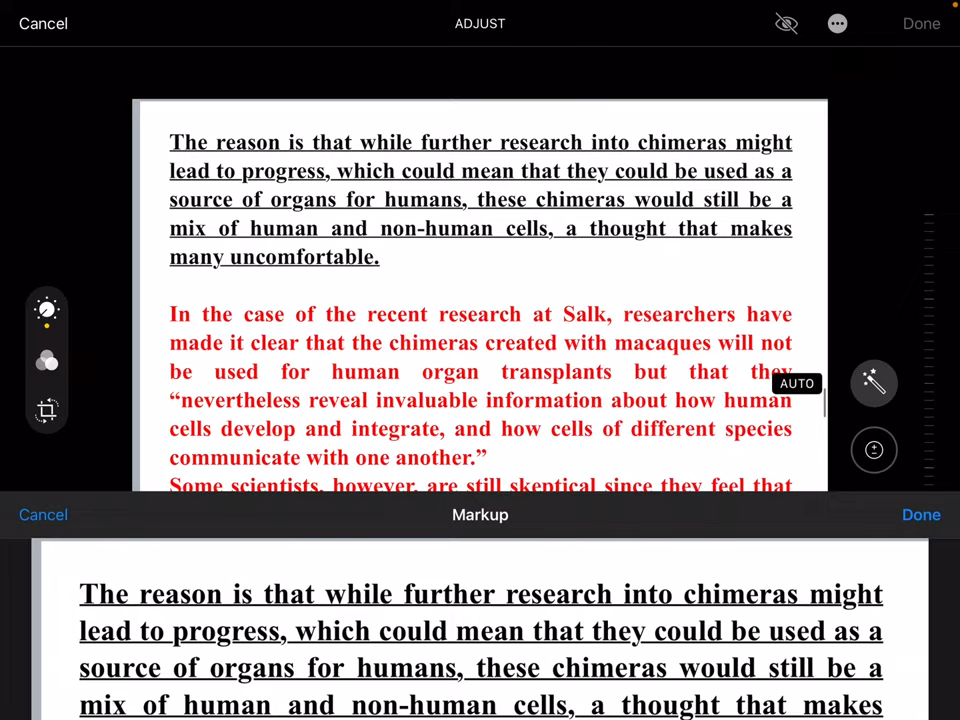 Cancel
ADJUST
Done
The reason is that while further research into chimeras might
lead to progress, which could mean that they could be used as a
source of organs for humans, these chimeras would still be a
mix of human and non-human cells, a thought that makes
many uncomfortable.
In the case of the recent research at Salk, researchers have
made it clear that the chimeras created with macaques will not
be used for human organ transplants but that they
AUTO
“nevertheless reveal invaluable information about how human
cells develop and integrate, and how cells of different species
communicate with one another.”
Some scientists, however, are still skeptical since they feel that
Cancel
Markup
Done
The reason is that while further research into chimeras might
lead to progress, which could mean that they could be used as a
source of organs for humans, these chimeras would still be a
mix of human and non-human cells, a thought that makes